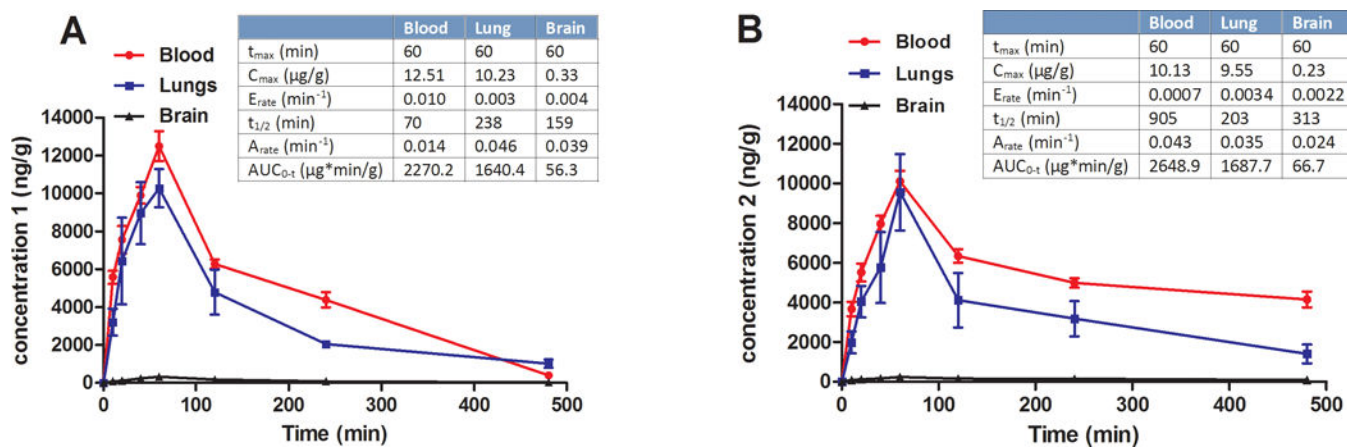 A
Blood
Lungs
Brain
Blood Lung Brain
tmax (min) 60 60 60
Cmax (µg/g) 12.51 10.23 0.33
Erate (min-1) 0.010 0.003 0.004
t1/2 (min) 70 238 159
Arate (min-1) 0.014 0.046 0.039
AUC0-t (µg*min/g) 2270.2 1640.4 56.3
concentration 1 (ng/g)
14000
12000
10000
8000
6000
4000
2000
0
0 100 200 300 400 500
Time (min)
B
Blood
Lungs
Brain
Blood Lung Brain
tmax (min) 60 60 60
Cmax (µg/g) 10.13 9.55 0.23
Erate (min-1) 0.0007 0.0034 0.0022
t1/2 (min) 905 203 313
Arate (min-1) 0.043 0.035 0.024
AUC0-t (µg*min/g) 2648.9 1687.7 66.7
concentration 2 (ng/g)
14000
12000
10000
8000
6000
4000
2000
0
0 100 200 300 400 500
Time (min)